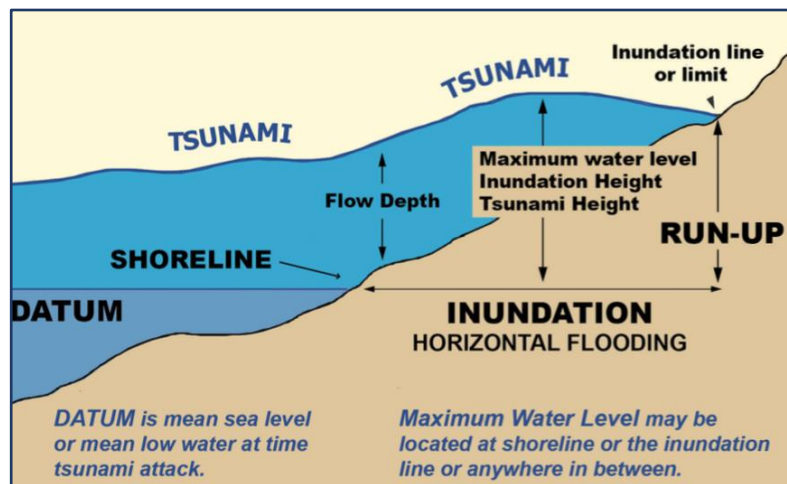 TSUNAMI
TSUNAMI
Inundation line
or limit
Maximum water level
Inundation Height
Tsunami Height
Flow Depth
RUN-UP
SHORELINE
DATUM
INUNDATION
HORIZONTAL FLOODING
DATUM is mean sea level
or mean low water at time
tsunami attack.
Maximum Water Level may be
located at shoreline or the inundation
line or anywhere in between.